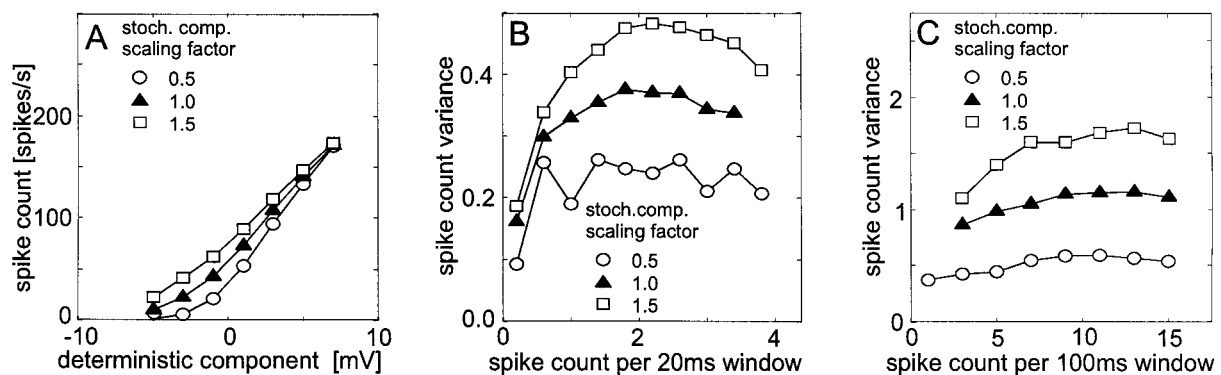 A
stoch. comp.
scaling factor
0.5
1.0
1.5
spike count [spikes/s]
200
100
0
-10
0
10
deterministic component [mV]
B
spike count variance
0.4
0.2
0.0
stoch.comp.
scaling factor
0.5
1.0
1.5
0
2
4
spike count per 20ms window
C
stoch.comp.
scaling factor
0.5
1.0
1.5
spike count variance
2
1
0
0
5
10
15
spike count per 100ms window